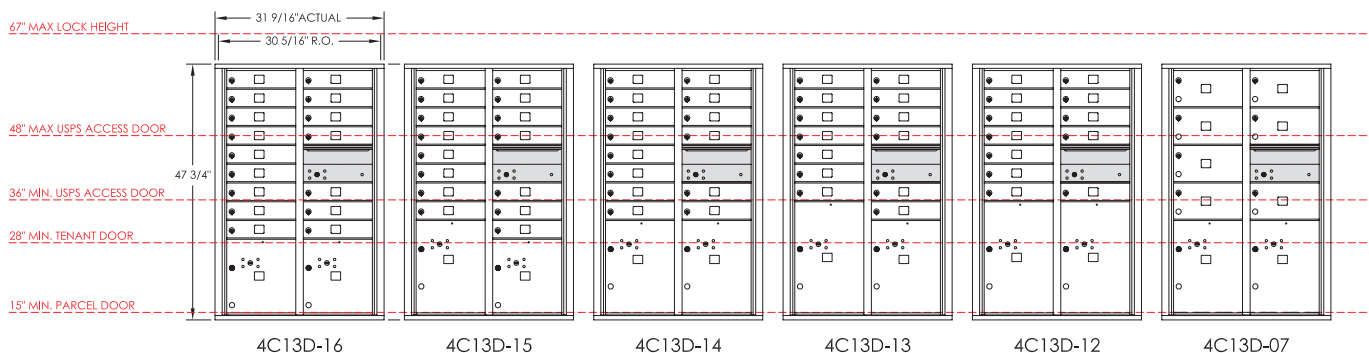 67" MAX LOCK HEIGHT
31 9/16"ACTUAL
30 5/16" R.O.
48" MAX USPS ACCESS DOOR
47 3/4"
36" MIN. USPS ACCESS DOOR
28" MIN. TENANT DOOR
15" MIN. PARCEL DOOR
4C13D-16
4C13D-15
4C13D-14
4C13D-13
4C13D-12
4C13D-07